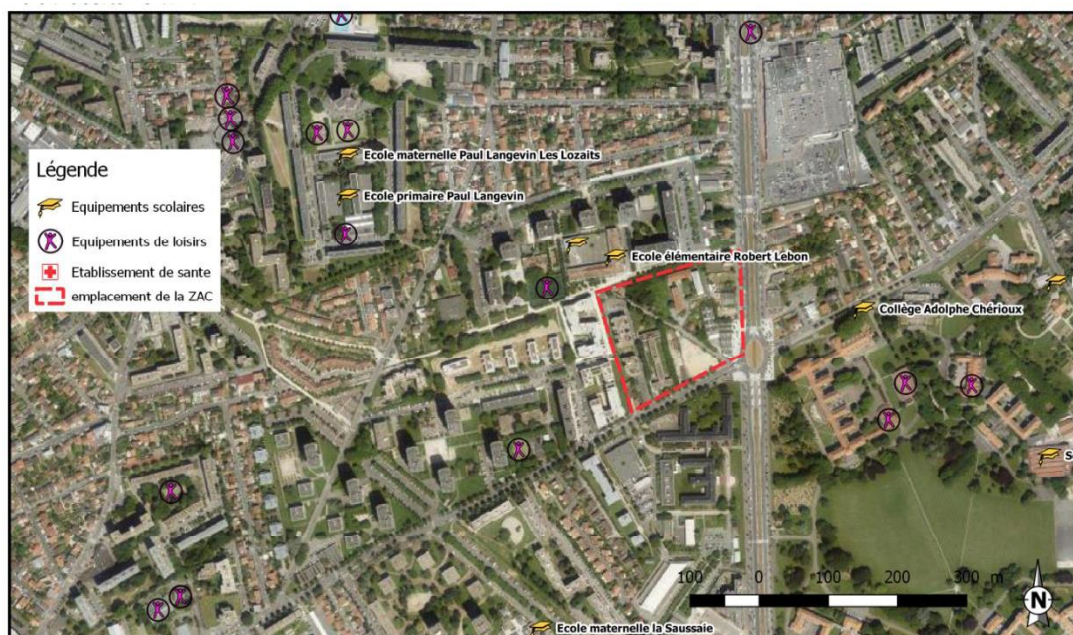 Légende
Equipements scolaires
Equipements de loisirs
Etablissement de sante
emplacement de la ZAC
Ecole maternelle Paul Langevin Les Lozaits
Ecole primaire Paul Langevin
Ecole élémentaire Robert Lebon
Collège Adolphe Chérioux
Ecole maternelle la Saussaie
100 0 100 200 300 m
N